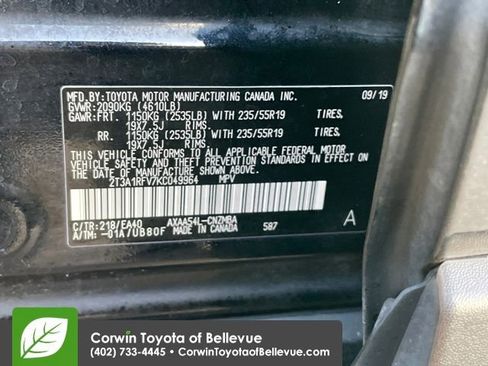 MFD.BY:TOYOTA MOTOR MANUFACTURING CANADA INC. 09/19
GVWR:2090KG (4610LB)
GAWR:FRT. 1150KG (2535LB) WITH 235/55R19 TIRES,
19X7.5J RIMS.
RR. 1150KG (2535LB) WITH 235/55R19 TIRES,
19X7.5J RIMS.
THIS VEHICLE CONFORMS TO ALL APPLICABLE FEDERAL MOTOR
VEHICLE SAFETY AND THEFT PREVENTION STANDARDS IN EFFECT
ON THE DATE OF MANUFACTURE SHOWN ABOVE.
2T3A1RFV7KC049964 MPV
C/TR:218/EA40 AXAA54L-CNZMBA 587 A
A/TM: -01A/UB80F MADE IN CANADA
Corwin Toyota of Bellevue
(402) 733-4445 • CorwinToyotaofBellevue.com